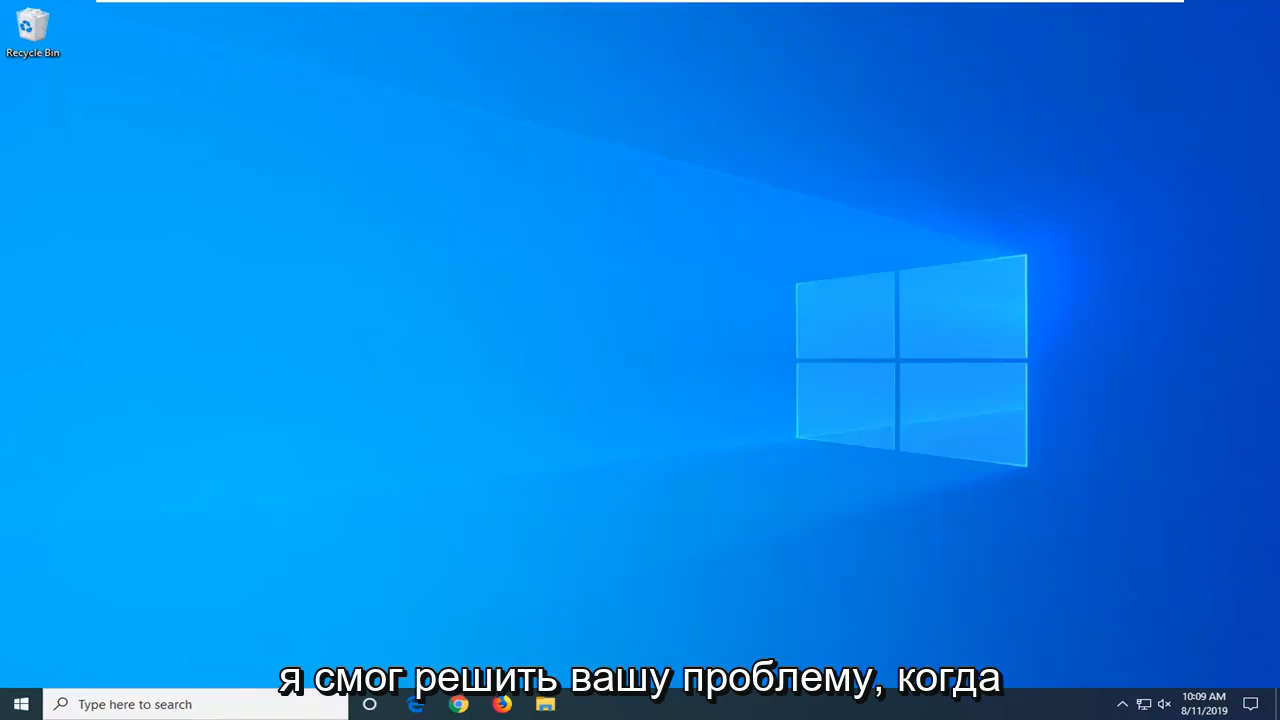 Recycle Bin
я смог решить вашу проблему, когда
Type here to search
10:09 AM
8/11/2019